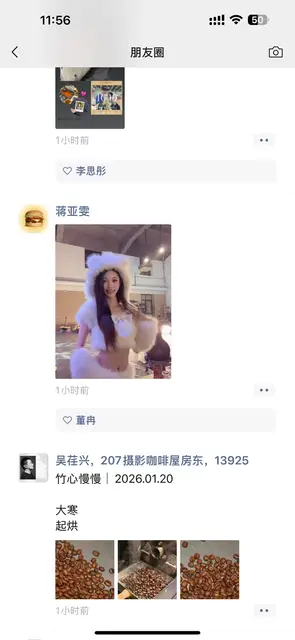 11:56
50
朋友圈
1小时前
李思彤
蒋亚雯
1小时前
董冉
吴荏兴，207摄影咖啡屋房东，13925
竹心慢慢｜2026.01.20
大寒
起烘
1小时前